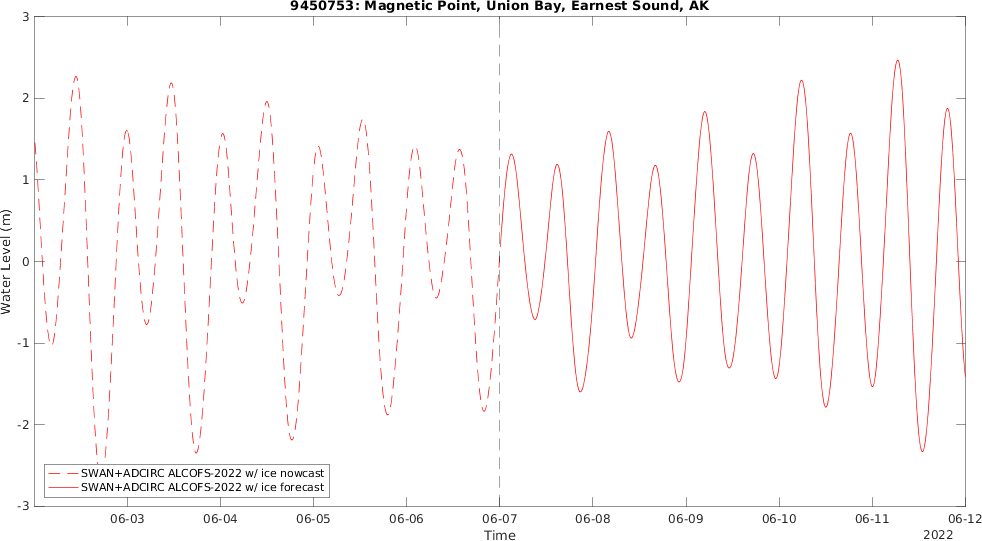 9450753: Magnetic Point, Union Bay, Earnest Sound, AK
3
2
1
0
-1
-2
-3
Water Level (m)
SWAN+ADCIRC ALCOFS-2022 w/ ice nowcast
SWAN+ADCIRC ALCOFS-2022 w/ ice forecast
06-03 06-04 06-05 06-06 06-07 06-08 06-09 06-10 06-11 06-12
Time
2022